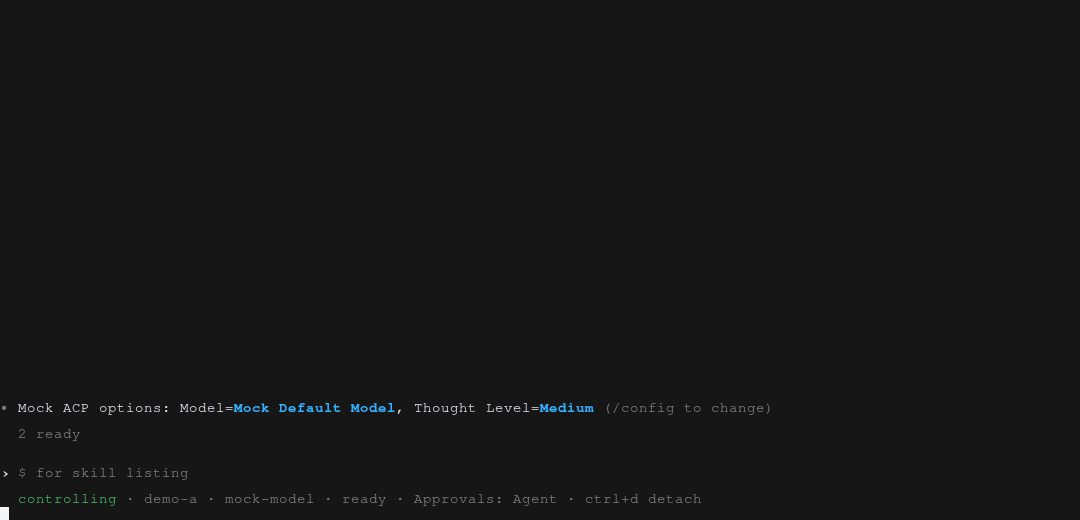 • Mock ACP options: Model=Mock Default Model, Thought Level=Medium (/config to change)
2 ready
› $ for skill listing
controlling · demo-a · mock-model · ready · Approvals: Agent · ctrl+d detach